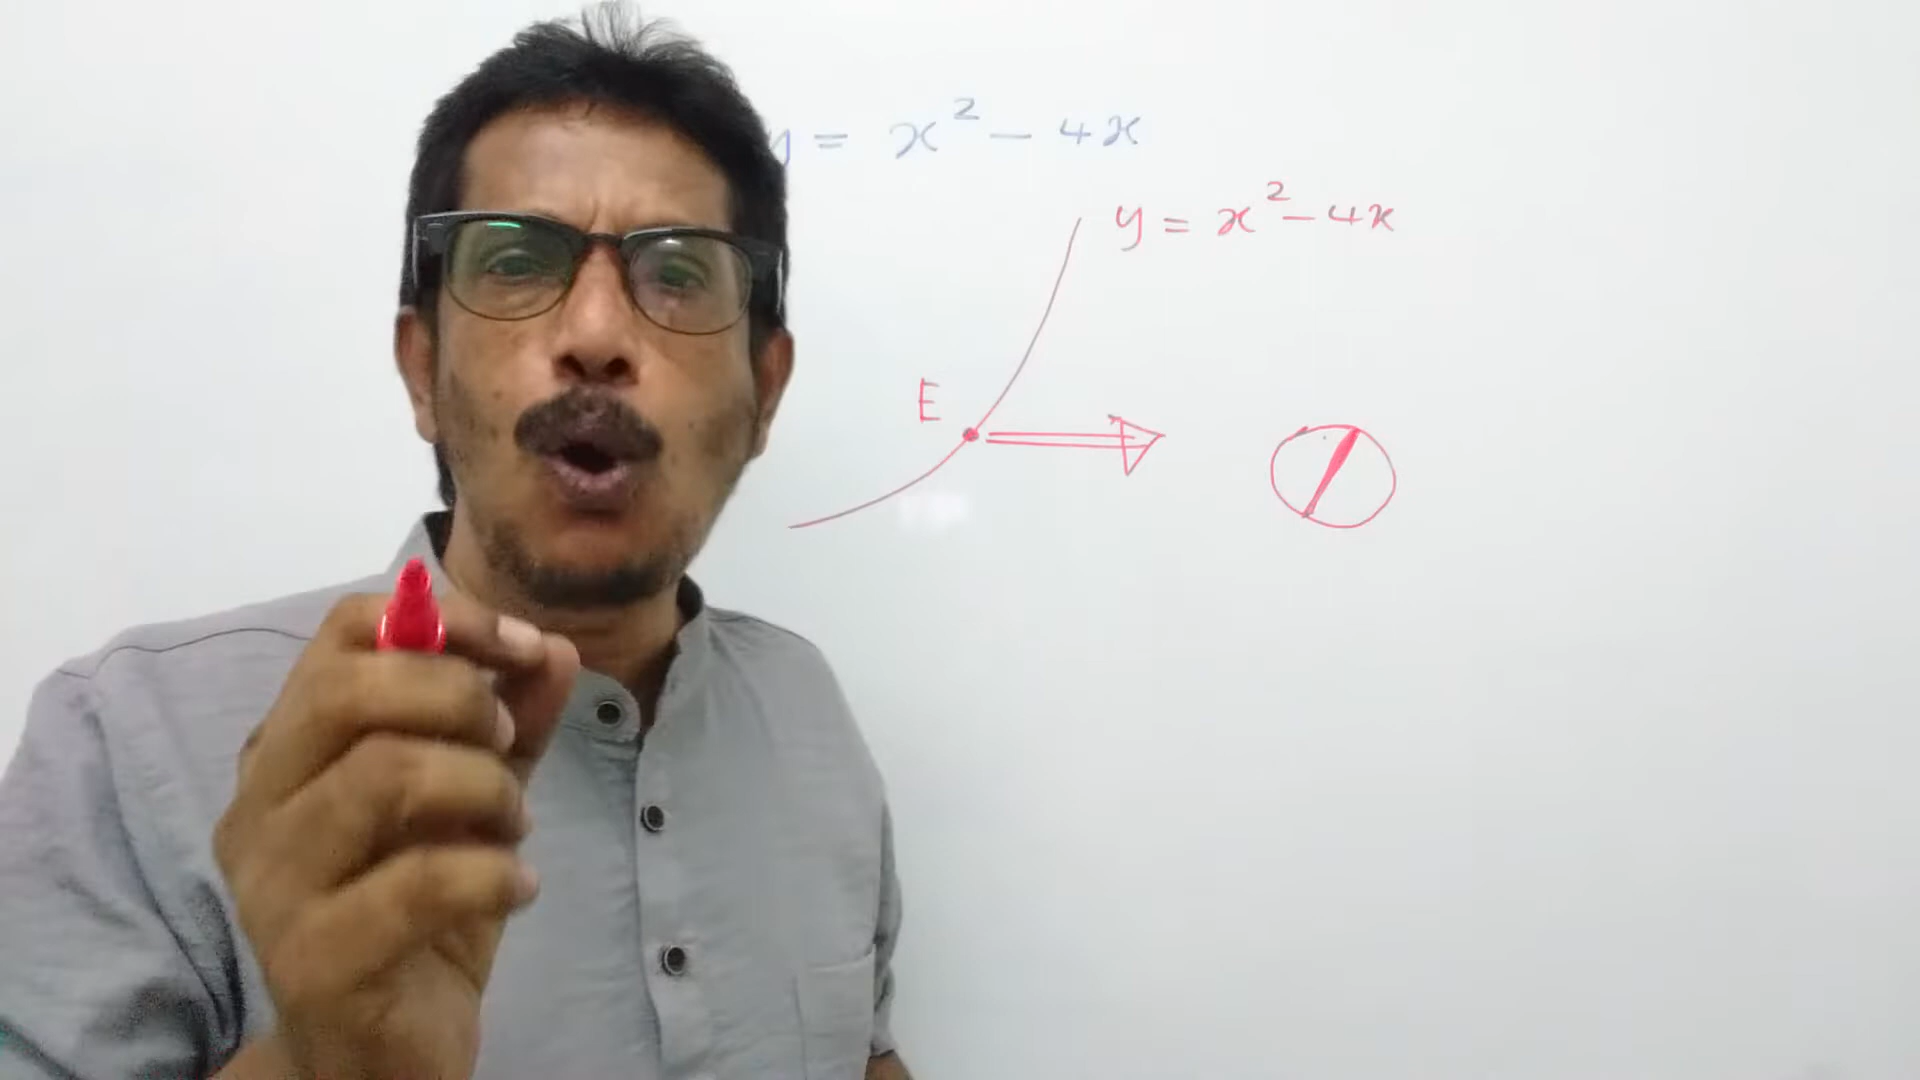 y = x² - 4x
y = x² - 4x
E